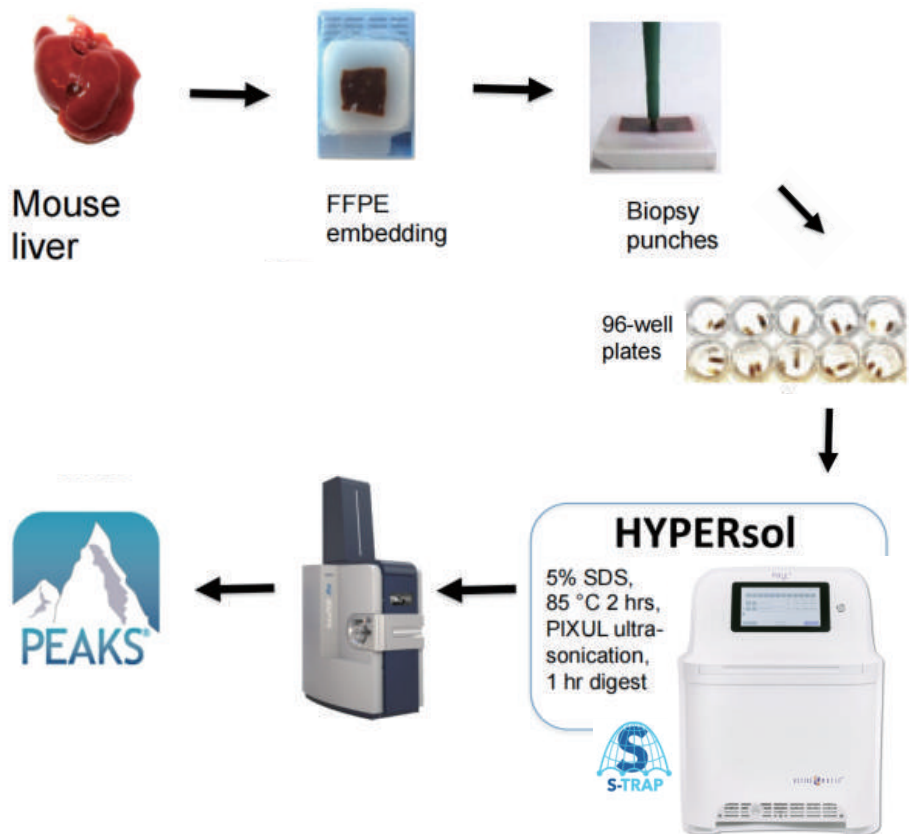 Mouse
liver
FFPE
embedding
Biopsy
punches
96-well
plates
HYPERsol
5% SDS,
85 °C 2 hrs,
PIXUL ultra-
sonication,
1 hr digest
S-TRAP
PEAKS®